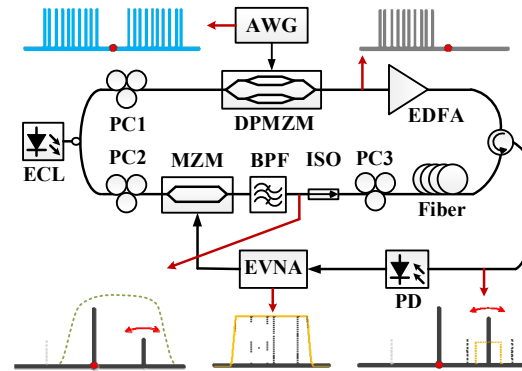 AWG
PC1
DPMZM
EDFA
ECL
PC2
MZM
BPF
ISO
PC3
Fiber
EVNA
PD